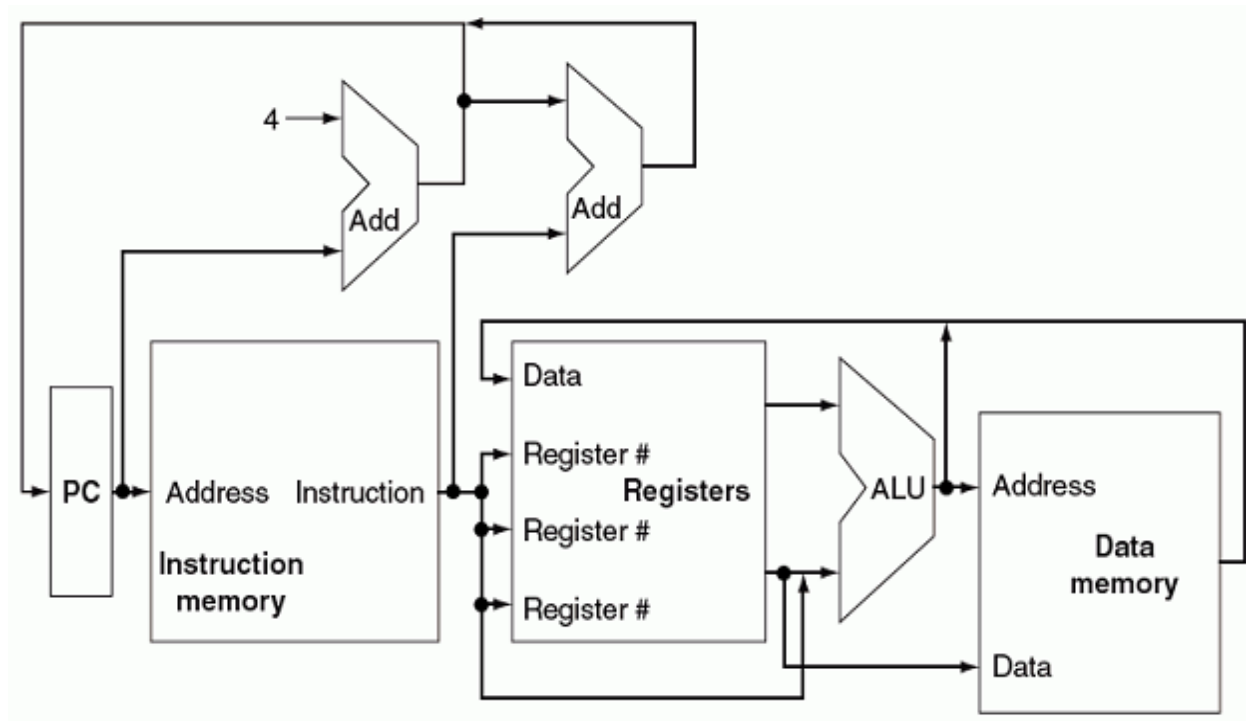 4
Add
Add
Data
Register #
Registers
Register #
Register #
PC
Address
Instruction
Instruction
memory
ALU
Address
Data
memory
Data